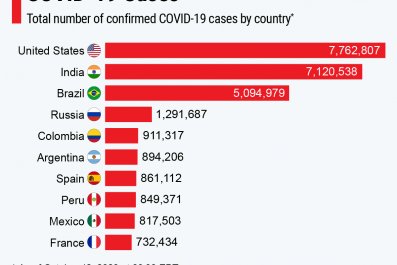 Total number of confirmed COVID-19 cases by country*
United States 7,762,807
India 7,120,538
Brazil 5,094,979
Russia 1,291,687
Colombia 911,317
Argentina 894,206
Spain 861,112
Peru 849,371
Mexico 817,503
France 732,434